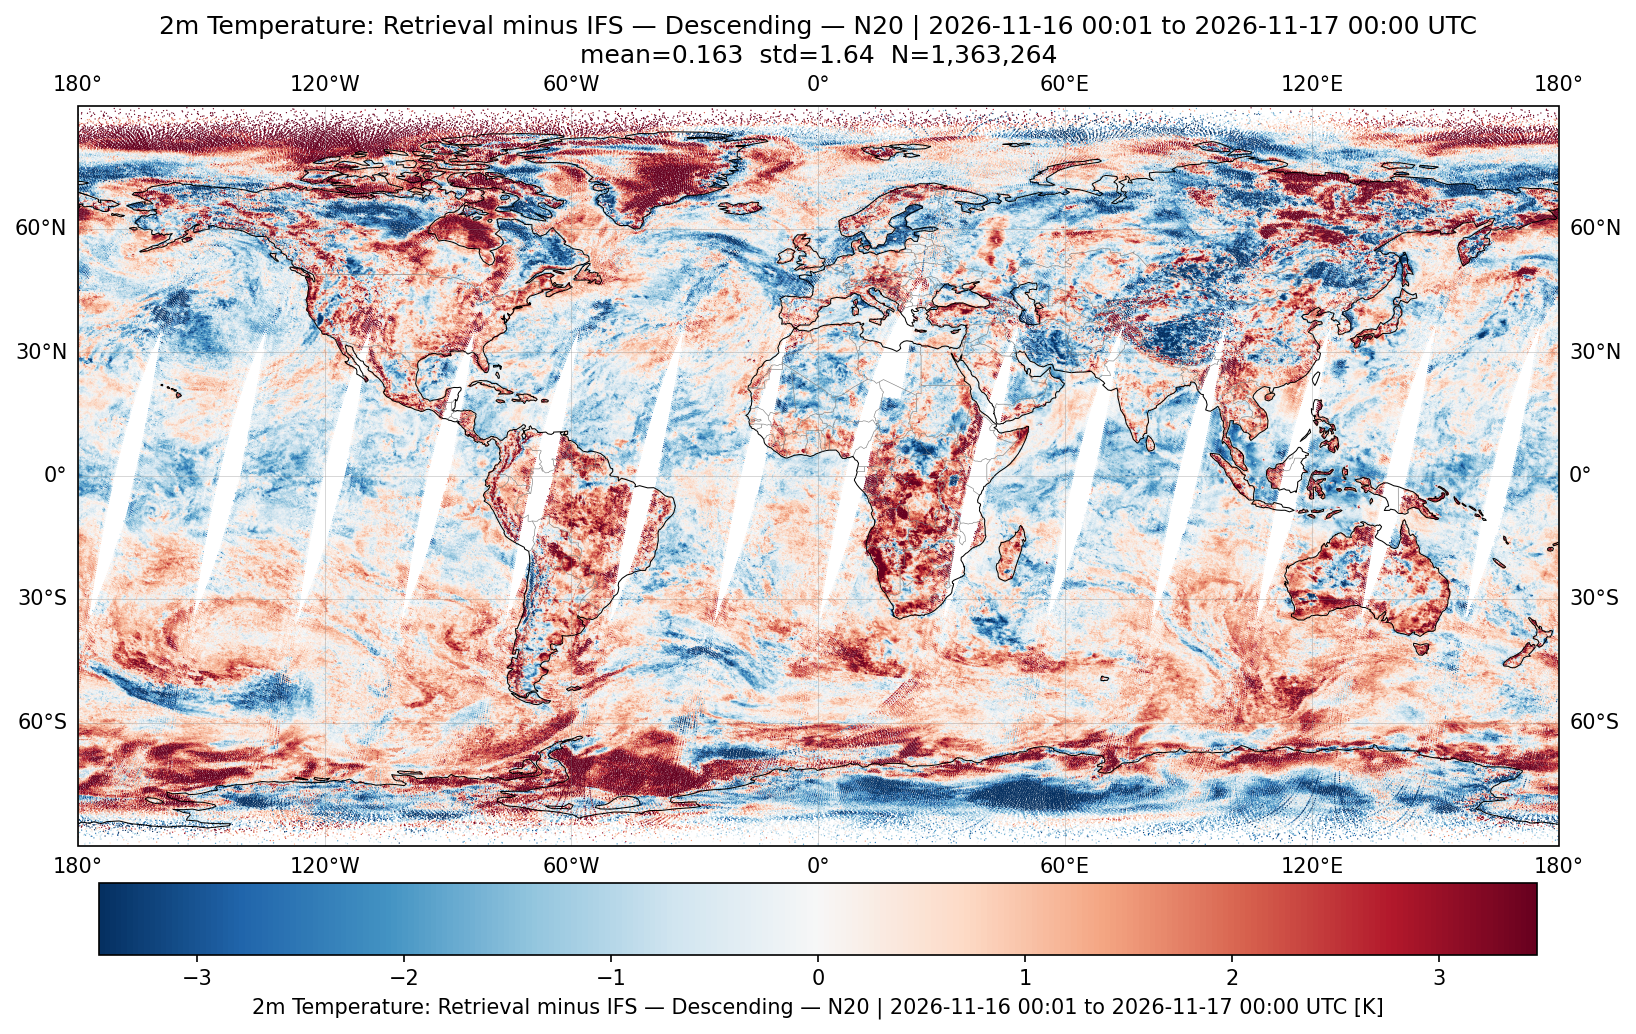 2m Temperature: Retrieval minus IFS — Descending — N20 | 2026-11-16 00:01 to 2026-11-17 00:00 UTC
mean=0.163 std=1.64 N=1,363,264
180° 120°W 60°W 0° 60°E 120°E 180°
60°N 60°N
30°N 30°N
0° 0°
30°S 30°S
60°S 60°S
180° 120°W 60°W 0° 60°E 120°E 180°
−3 −2 −1 0 1 2 3
2m Temperature: Retrieval minus IFS — Descending — N20 | 2026-11-16 00:01 to 2026-11-17 00:00 UTC [K]